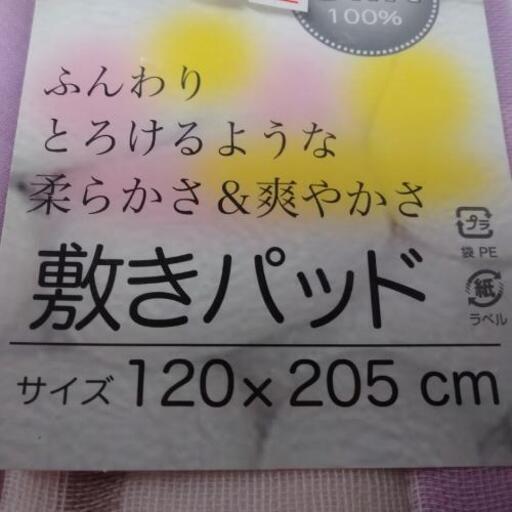 100%
ふんわり
とろけるような
柔らかさ＆爽やかさ
プラ
袋 PE
敷きパッド
紙
ラベル
サイズ 120×205 cm